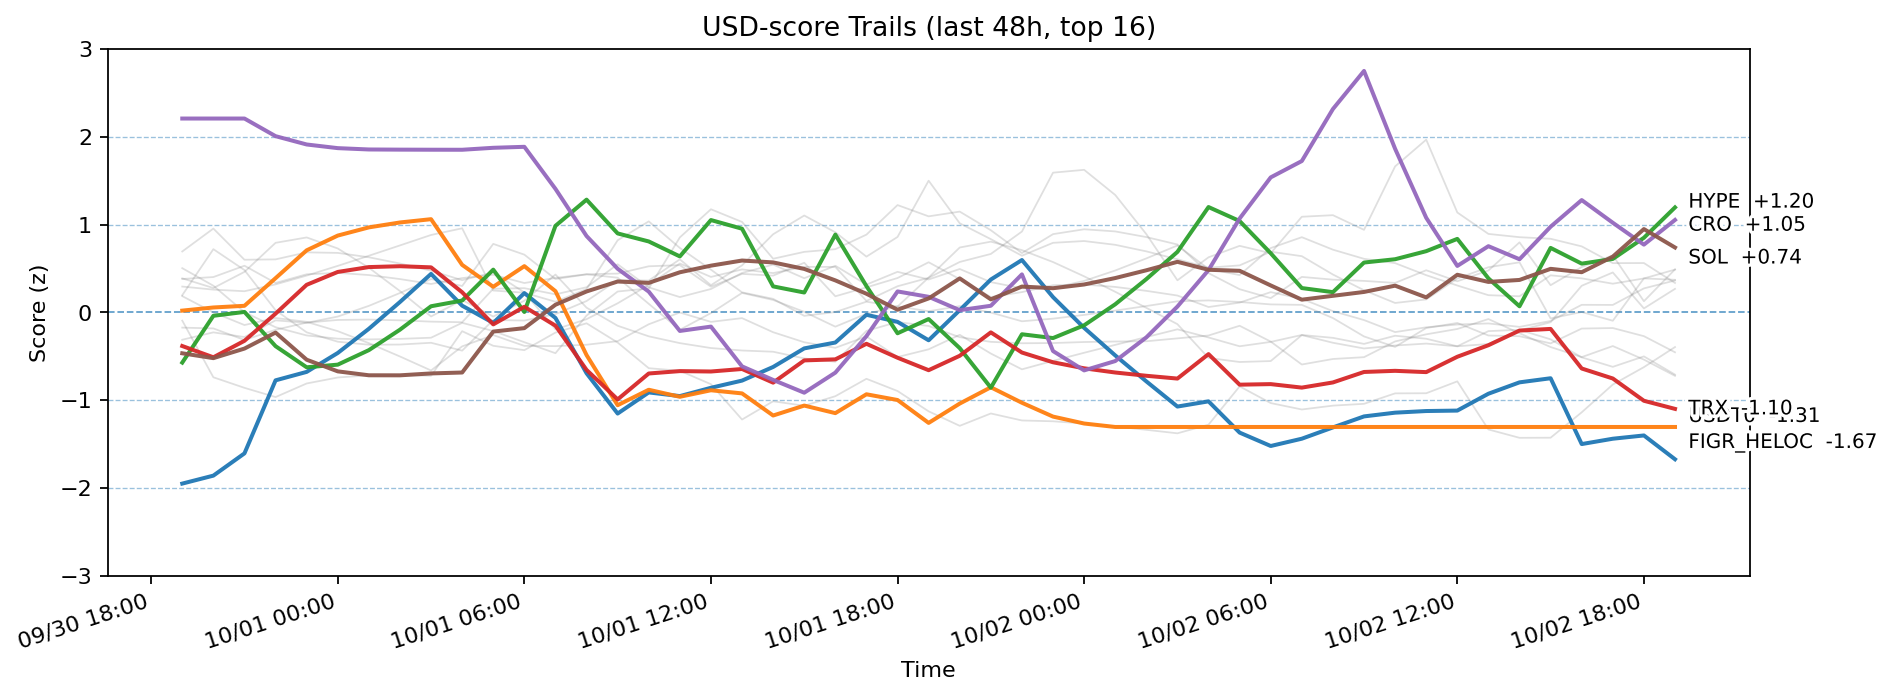 USD-score Trails (last 48h, top 16)
3
2
1
0
−1
−2
−3
Score (z)
HYPE +1.20
CRO +1.05
SOL +0.74
TRX -1.10
-1.31
FIGR_HELOC -1.67
09/30 18:00
10/01 00:00
10/01 06:00
10/01 12:00
10/01 18:00
10/02 00:00
10/02 06:00
10/02 12:00
10/02 18:00
Time